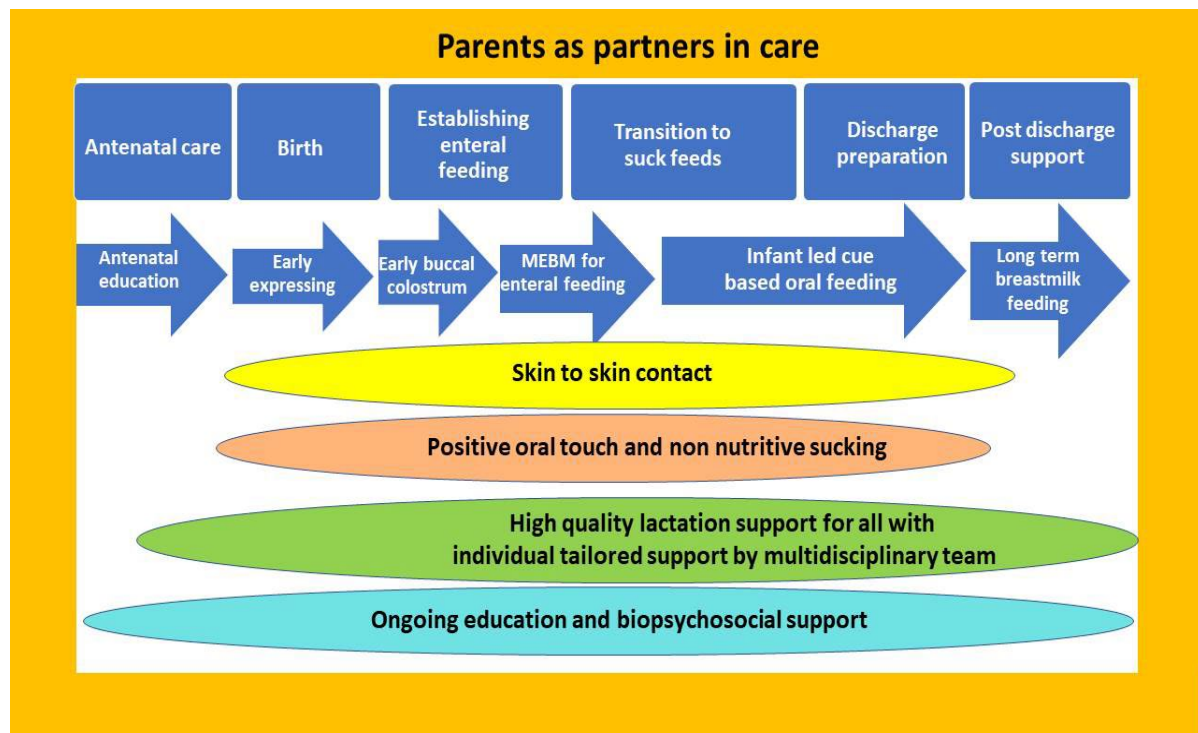 Parents as partners in care
Antenatal care
Birth
Establishing
enteral
feeding
Transition to
suck feeds
Discharge
preparation
Post discharge
support
Antenatal
education
Early
expressing
Early buccal
colostrum
MEBM for
enteral feeding
Infant led cue
based oral feeding
Long term
breastmilk
feeding
Skin to skin contact
Positive oral touch and non nutritive sucking
High quality lactation support for all with
individual tailored support by multidisciplinary team
Ongoing education and biopsychosocial support